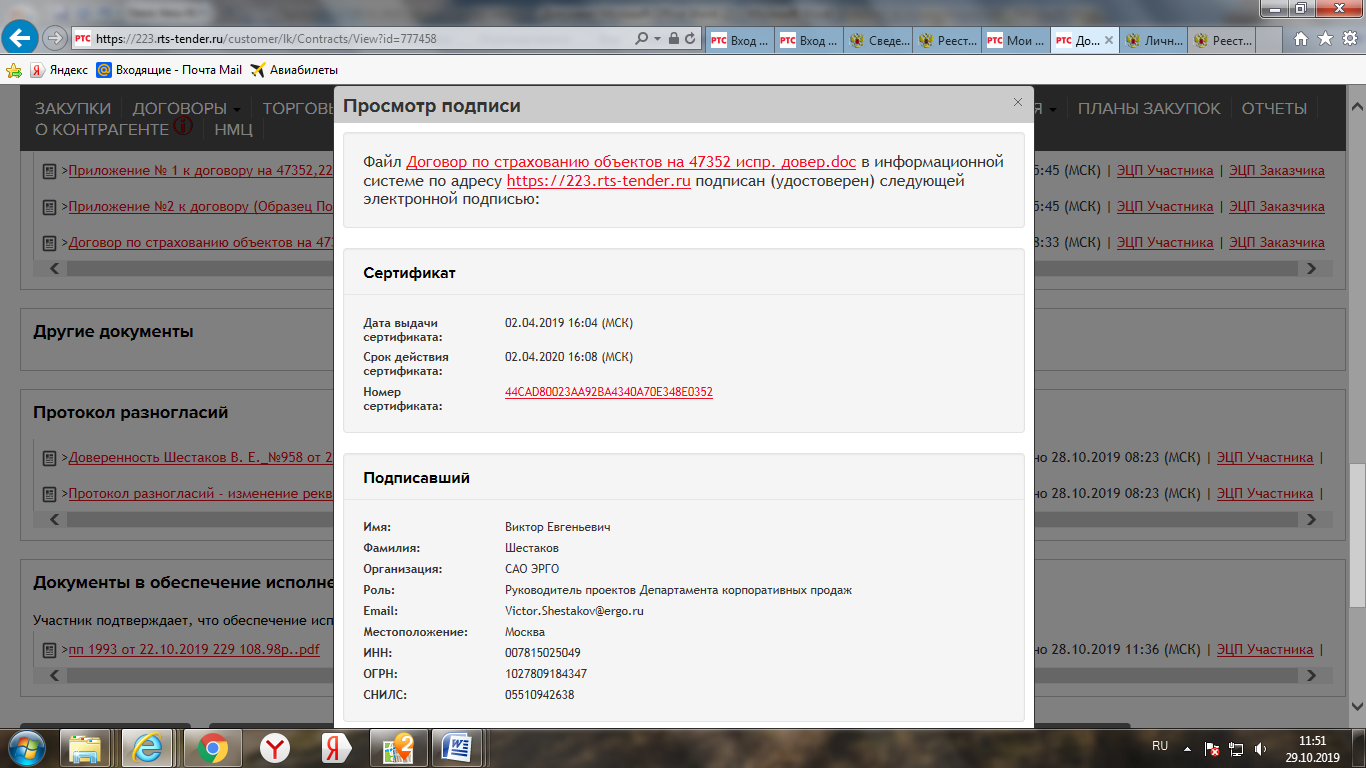 https://223.rts-tender.ru/customer/lk/Contracts/View?id=777458
РТС Вход ...
РТС Вход ...
Сведе...
Реест...
РТС Мои ...
РТС До...
Личн...
Реест...
Яндекс
Входящие - Почта Mail
Авиабилеты
ЗАКУПКИ
ДОГОВОРЫ
ПЛАНЫ ЗАКУПОК
ОТЧЕТЫ
О КОНТРАГЕНТЕ
НМЦ
Просмотр подписи
Файл Договор по страхованию объектов на 47352 испр. довер.doc в информационной
системе по адресу https://223.rts-tender.ru подписан (удостоверен) следующей
электронной подписью:
>Приложение № 1 к договору на 47352,22
5:45 (МСК) | ЭЦП Участника | ЭЦП Заказчика
>Приложение №2 к договору (Образец По
5:45 (МСК) | ЭЦП Участника | ЭЦП Заказчика
>Договор по страхованию объектов на 473
3:33 (МСК) | ЭЦП Участника | ЭЦП Заказчика
Сертификат
Дата выдачи
сертификата:
02.04.2019 16:04 (МСК)
Срок действия
сертификата:
02.04.2020 16:08 (МСК)
Номер
сертификата:
44CAD80023AA92BA4340A70E348E0352
Другие документы
Протокол разногласий
>Доверенность Шестаков В. Е._№958 от 2
но 28.10.2019 08:23 (МСК) | ЭЦП Участника |
>Протокол разногласий - изменение рекв
но 28.10.2019 08:23 (МСК) | ЭЦП Участника |
Подписавший
Имя: Виктор Евгеньевич
Фамилия: Шестаков
Организация: САО ЭРГО
Роль: Руководитель проектов Департамента корпоративных продаж
Email: Victor.Shestakov@ergo.ru
Местоположение: Москва
ИНН: 007815025049
ОГРН: 1027809184347
СНИЛС: 05510942638
Документы в обеспечение исполне
Участник подтверждает, что обеспечение исп
>пп 1993 от 22.10.2019 229 108.98р..pdf
но 28.10.2019 11:36 (МСК) | ЭЦП Участника |
RU
11:51
29.10.2019